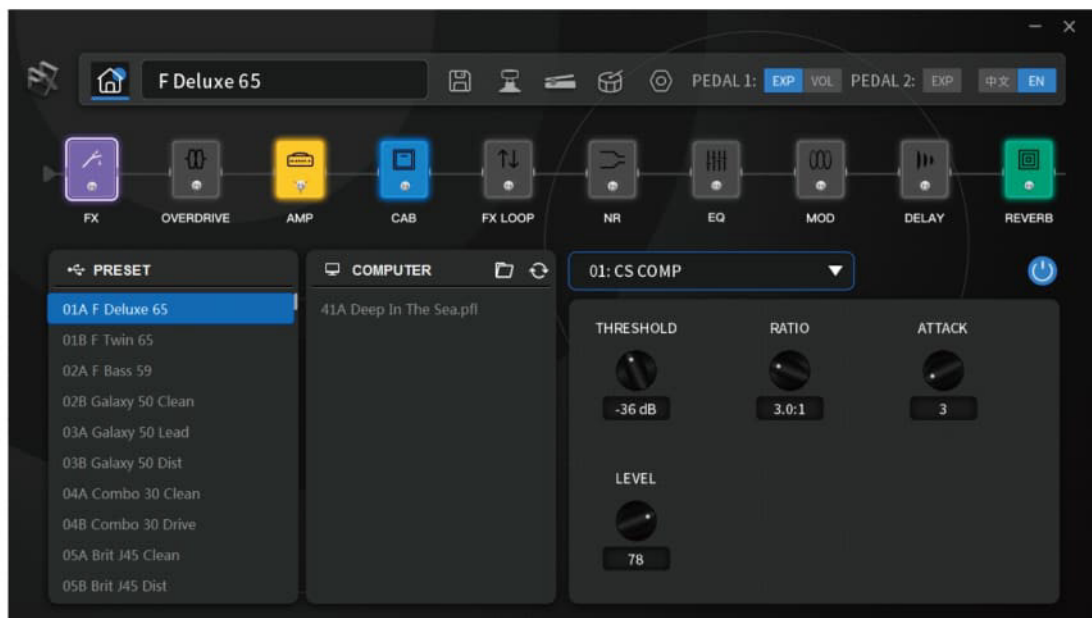 F Deluxe 65 PEDAL 1: EXP VOL PEDAL 2: EXP 中文 EN
FX OVERDRIVE AMP CAB FX LOOP NR EQ MOD DELAY REVERB
PRESET
01A F Deluxe 65
01B F Twin 65
02A F Bass 59
02B Galaxy 50 Clean
03A Galaxy 50 Lead
03B Galaxy 50 Dist
04A Combo 30 Clean
04B Combo 30 Drive
05A Brit J45 Clean
05B Brit J45 Dist
COMPUTER
41A Deep In The Sea.pfl
01: CS COMP
THRESHOLD RATIO ATTACK
-36 dB 3.0:1 3
LEVEL
78